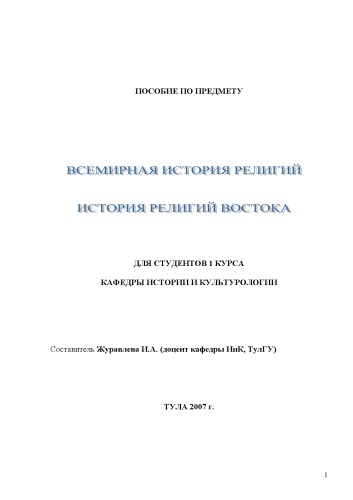 ПОСОБИЕ ПО ПРЕДМЕТУ
ВСЕМИРНАЯ ИСТОРИЯ РЕЛИГИЙ
ИСТОРИЯ РЕЛИГИЙ ВОСТОКА
ДЛЯ СТУДЕНТОВ 1 КУРСА
КАФЕДРЫ ИСТОРИИ И КУЛЬТУРОЛОГИИ
Составитель Журавлева И.А. (доцент кафедры ИиК, ТулГУ)
ТУЛА 2007 г.
1